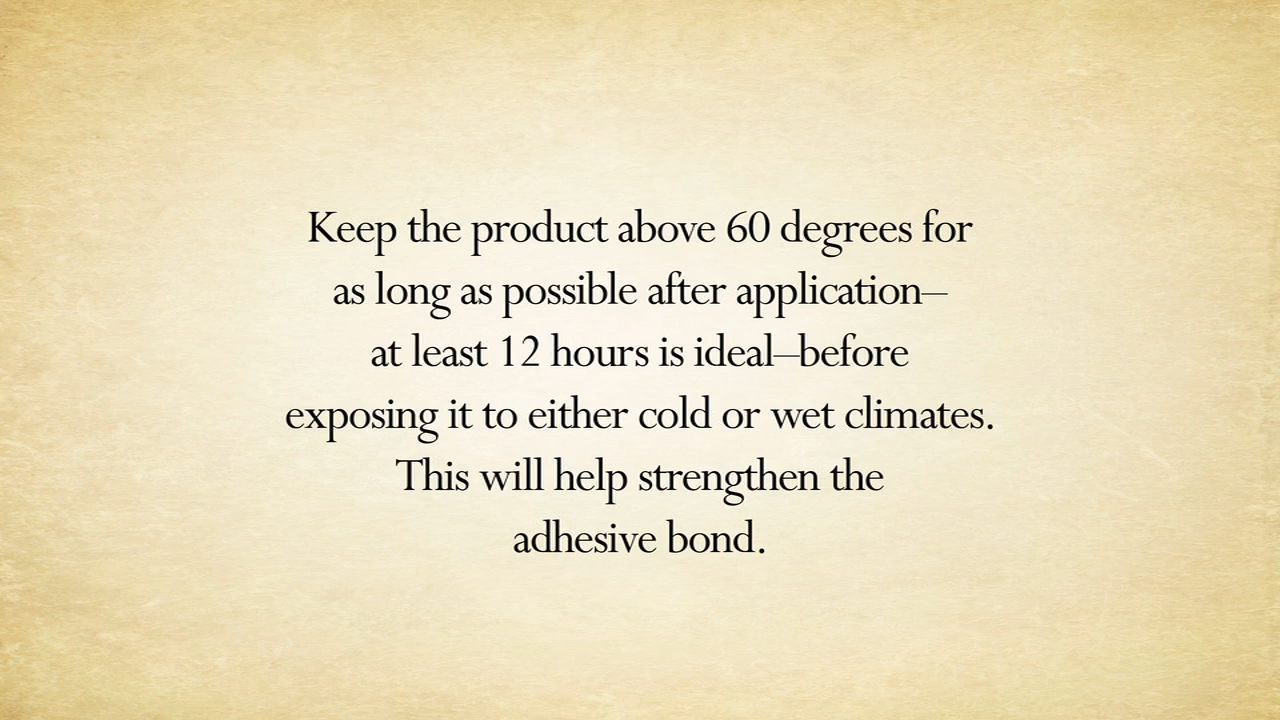 Keep the product above 60 degrees for
as long as possible after application—
at least 12 hours is ideal—before
exposing it to either cold or wet climates.
This will help strengthen the
adhesive bond.